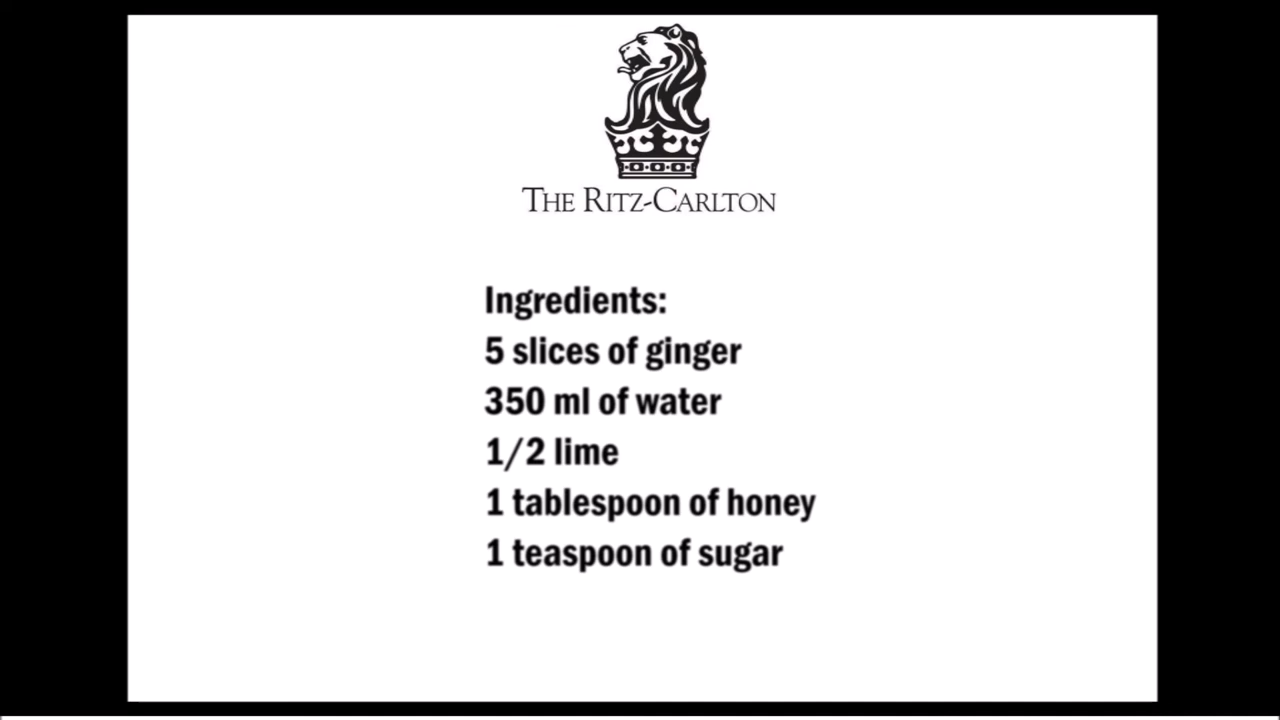 THE RITZ-CARLTON
Ingredients:
5 slices of ginger
350 ml of water
1/2 lime
1 tablespoon of honey
1 teaspoon of sugar